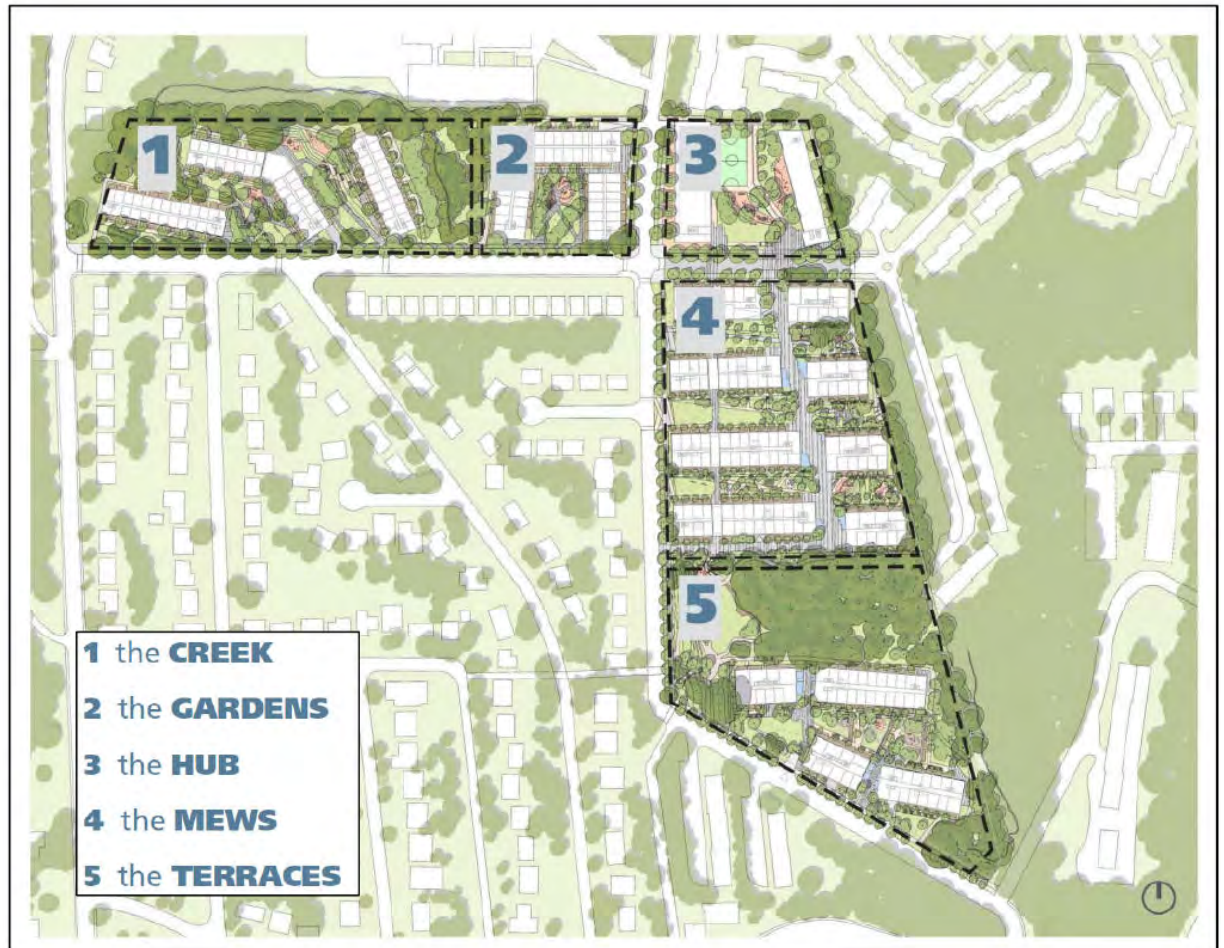 1
2
3
4
5
1 the CREEK
2 the GARDENS
3 the HUB
4 the MEWS
5 the TERRACES